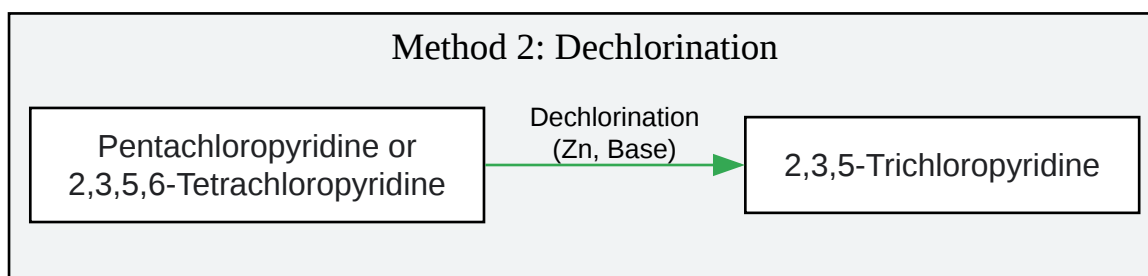 Method 2: Dechlorination
Pentachloropyridine or
2,3,5,6-Tetrachloropyridine
Dechlorination
(Zn, Base)
2,3,5-Trichloropyridine